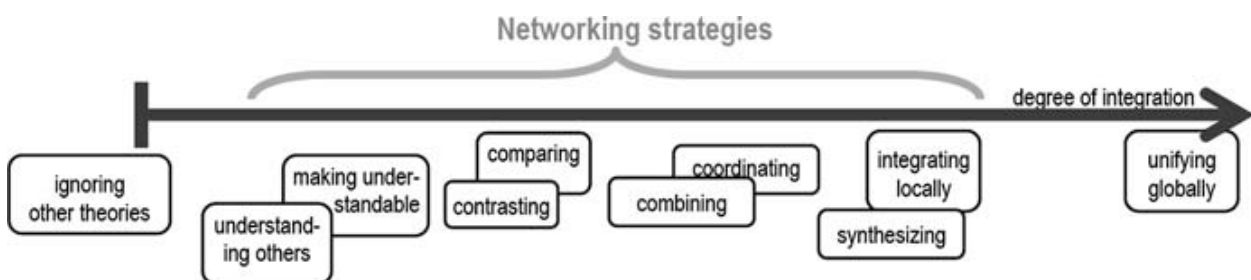 Networking strategies
degree of integration
ignoring
other theories
understand-
ing others
making under-
standable
comparing
contrasting
coordinating
combining
integrating
locally
synthesizing
unifying
globally